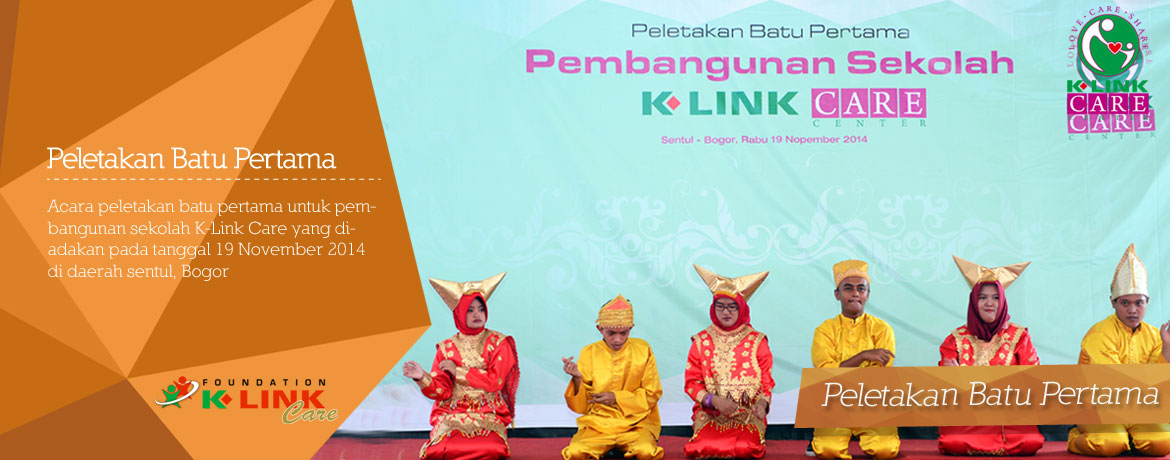 Peletakan Batu Pertama
Acara peletakan batu pertama untuk pem-
bangunan sekolah K-Link Care yang di-
adakan pada tanggal 19 November 2014
di daerah sentul, Bogor
FOUNDATION
K-LINK
Care
Peletakan Batu Pertama
Pembangunan Sekolah
K-LINK CARE
CENTER
Sentul - Bogor, Rabu 19 Nopember 2014
LOVE · CARE · SHARE
K-LINK
CARE
CARE
CENTER
Peletakan Batu Pertama